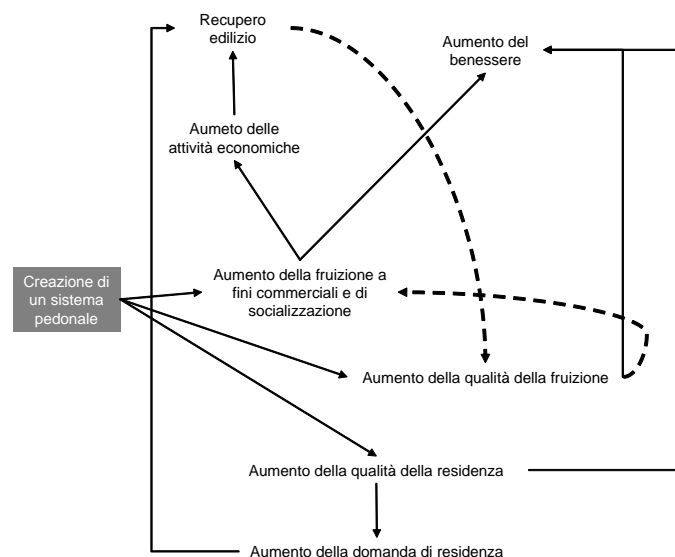 Recupero
edilizio
Aumento del
benessere
Aumeto delle
attività economiche
Creazione di
un sistema
pedonale
Aumento della fruizione a
fini commerciali e di
socializzazione
Aumento della qualità della fruizione
Aumento della qualità della residenza
Aumento della domanda di residenza